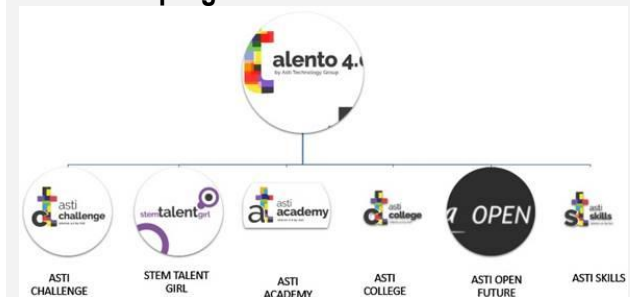 alento 4.
by Asti Technology Group
asti
challenge
stemtalentgirl
asti
academy
asti
college
OPEN
asti
skills
ASTI
CHALLENGE
STEM TALENT
GIRL
ASTI
ACADEMY
ASTI
COLLEGE
ASTI OPEN
FUTURE
ASTI SKILLS